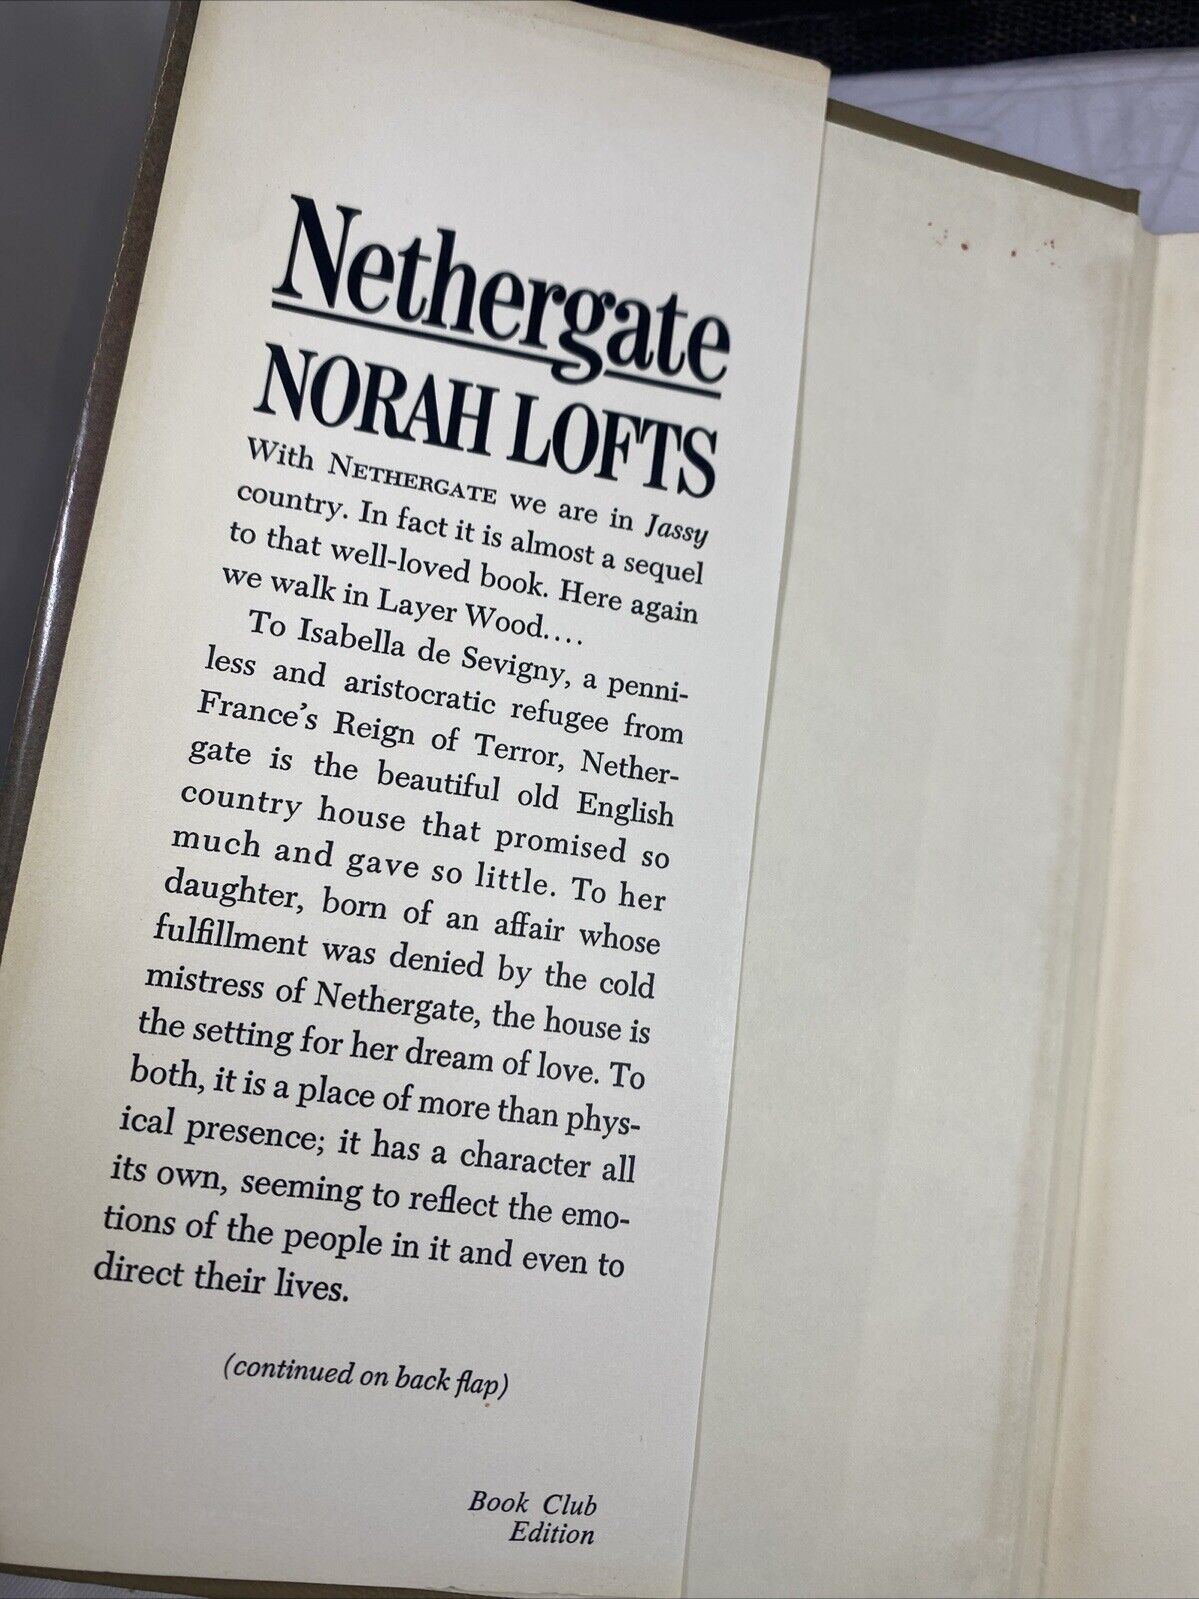 Nethergate
NORAH LOFTS
With NETHERGATE we are in Jassy
country. In fact it is almost a sequel
to that well-loved book. Here again
we walk in Layer Wood....
To Isabella de Sevigny, a penni-
less and aristocratic refugee from
France's Reign of Terror, Nether-
gate is the beautiful old English
country house that promised so
much and gave so little. To her
daughter, born of an affair whose
fulfillment was denied by the cold
mistress of Nethergate, the house is
the setting for her dream of love. To
both, it is a place of more than phys-
ical presence; it has a character all
its own, seeming to reflect the emo-
tions of the people in it and even to
direct their lives.
(continued on back flap)
Book Club
Edition